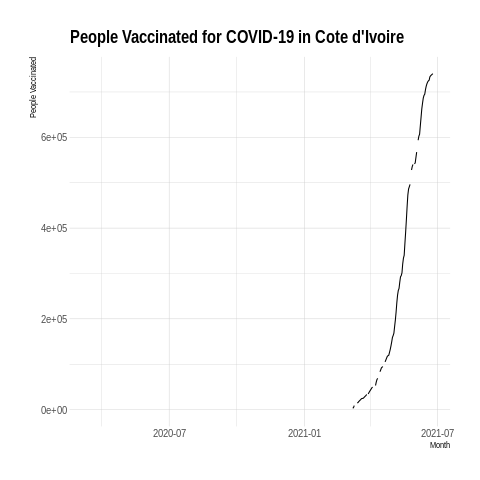 People Vaccinated for COVID-19 in Cote d'Ivoire
People Vaccinated
6e+05
4e+05
2e+05
0e+00
2020-07
2021-01
2021-07
Month